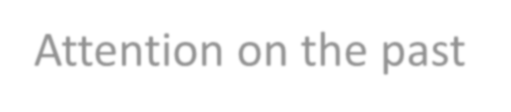 Attention on the past